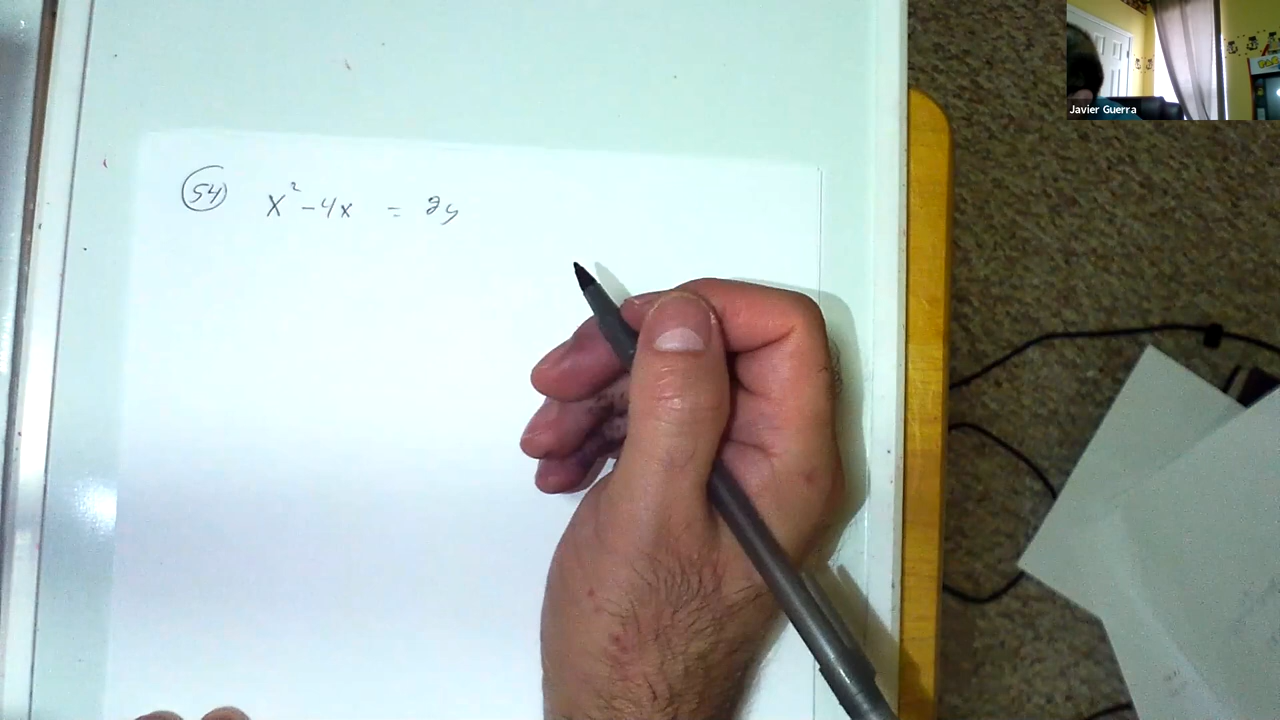 Javier Guerra
54 x² - 4x = 2y